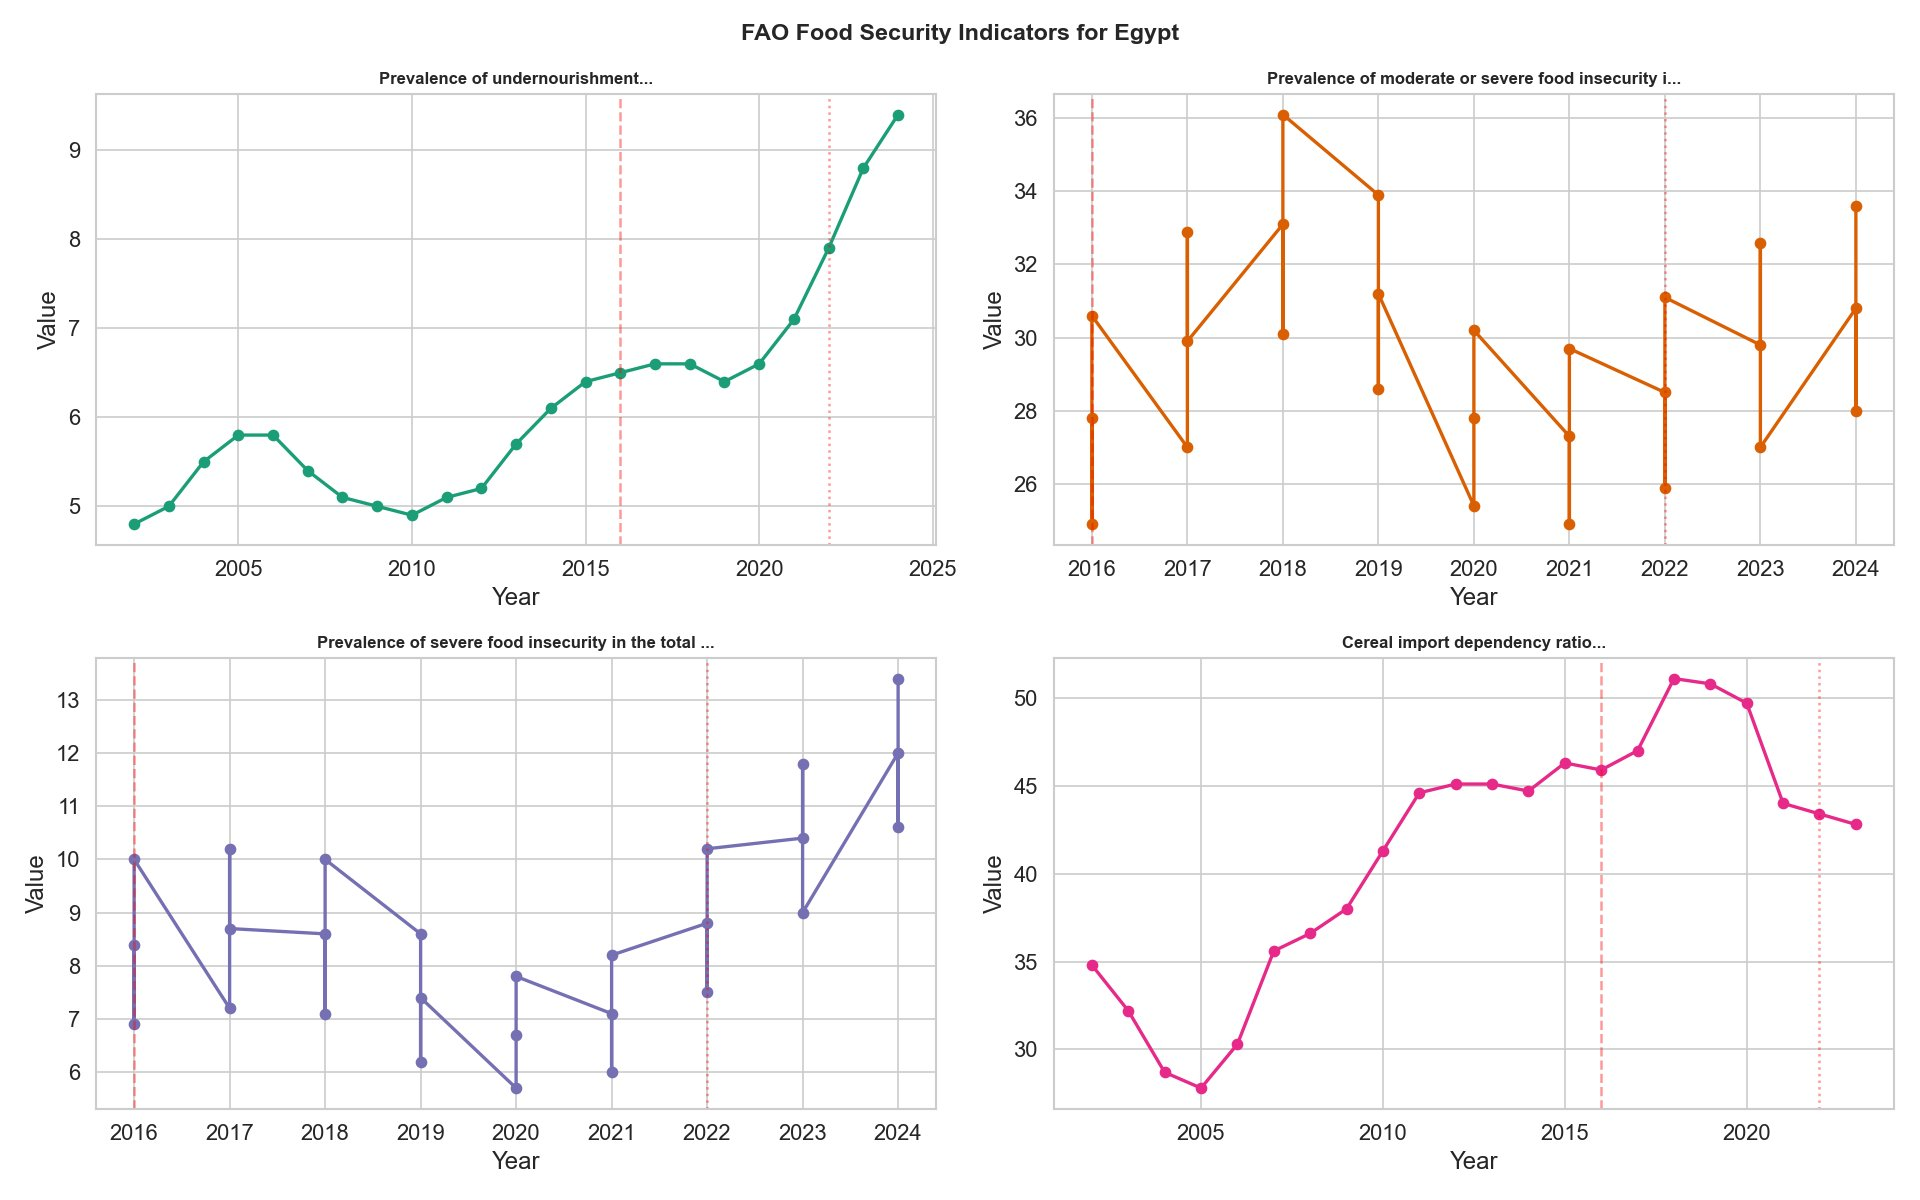 FAO Food Security Indicators for Egypt
Prevalence of undernourishment...
Value
9
8
7
6
5
2005 2010 2015 2020 2025
Year
Prevalence of moderate or severe food insecurity i...
Value
36
34
32
30
28
26
2016 2017 2018 2019 2020 2021 2022 2023 2024
Year
Prevalence of severe food insecurity in the total ...
Value
13
12
11
10
9
8
7
6
2016 2017 2018 2019 2020 2021 2022 2023 2024
Year
Cereal import dependency ratio...
Value
50
45
40
35
30
2005 2010 2015 2020
Year